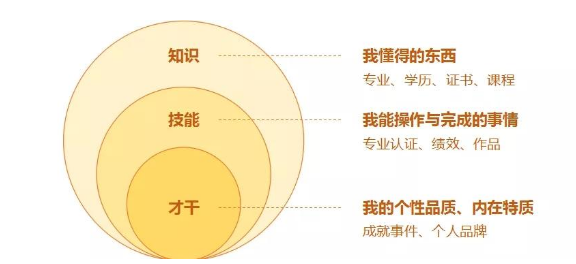 知识
我懂得的东西
专业、学历、证书、课程
技能
我能操作与完成的事情
专业认证、绩效、作品
才干
我的个性品质、内在特质
成就事件、个人品牌